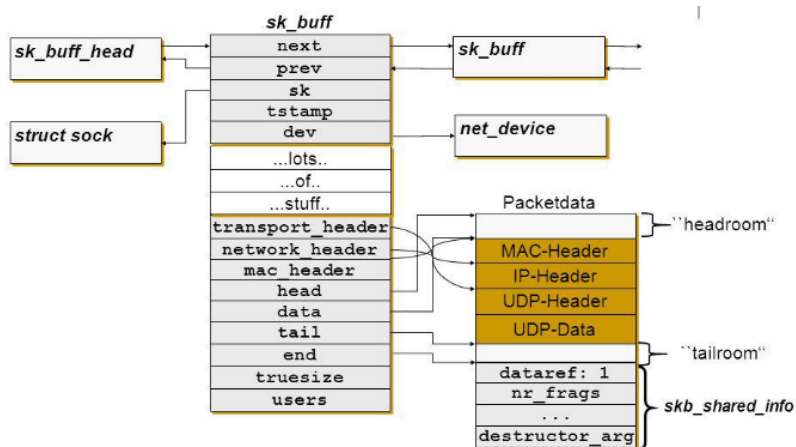 sk_buff
sk_buff_head
next
prev
sk
tstamp
dev
sk_buff
struct sock
net_device
...lots..
...of..
...stuff..
transport_header
network_header
mac_header
head
data
tail
end
truesize
users
Packetdata
``headroom“
MAC-Header
IP-Header
UDP-Header
UDP-Data
``tailroom“
dataref: 1
nr_frags
...
destructor_arg
skb_shared_info